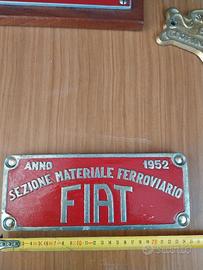 ANNO 1952
SEZIONE MATERIALE FERROVIARIO
FIAT